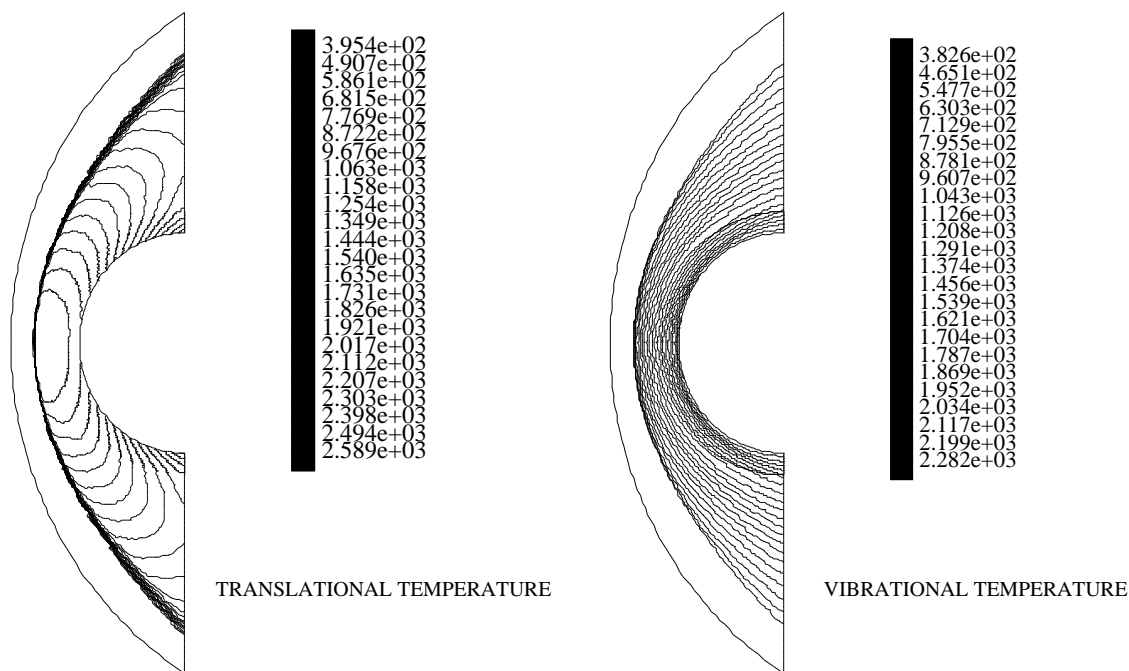 3.954e+02
4.907e+02
5.861e+02
6.815e+02
7.769e+02
8.722e+02
9.676e+02
1.063e+03
1.158e+03
1.254e+03
1.349e+03
1.444e+03
1.540e+03
1.635e+03
1.731e+03
1.826e+03
1.921e+03
2.017e+03
2.112e+03
2.207e+03
2.303e+03
2.398e+03
2.494e+03
2.589e+03
TRANSLATIONAL TEMPERATURE
3.826e+02
4.651e+02
5.477e+02
6.303e+02
7.129e+02
7.955e+02
8.781e+02
9.607e+02
1.043e+03
1.126e+03
1.208e+03
1.291e+03
1.374e+03
1.456e+03
1.539e+03
1.621e+03
1.704e+03
1.787e+03
1.869e+03
1.952e+03
2.034e+03
2.117e+03
2.199e+03
2.282e+03
VIBRATIONAL TEMPERATURE